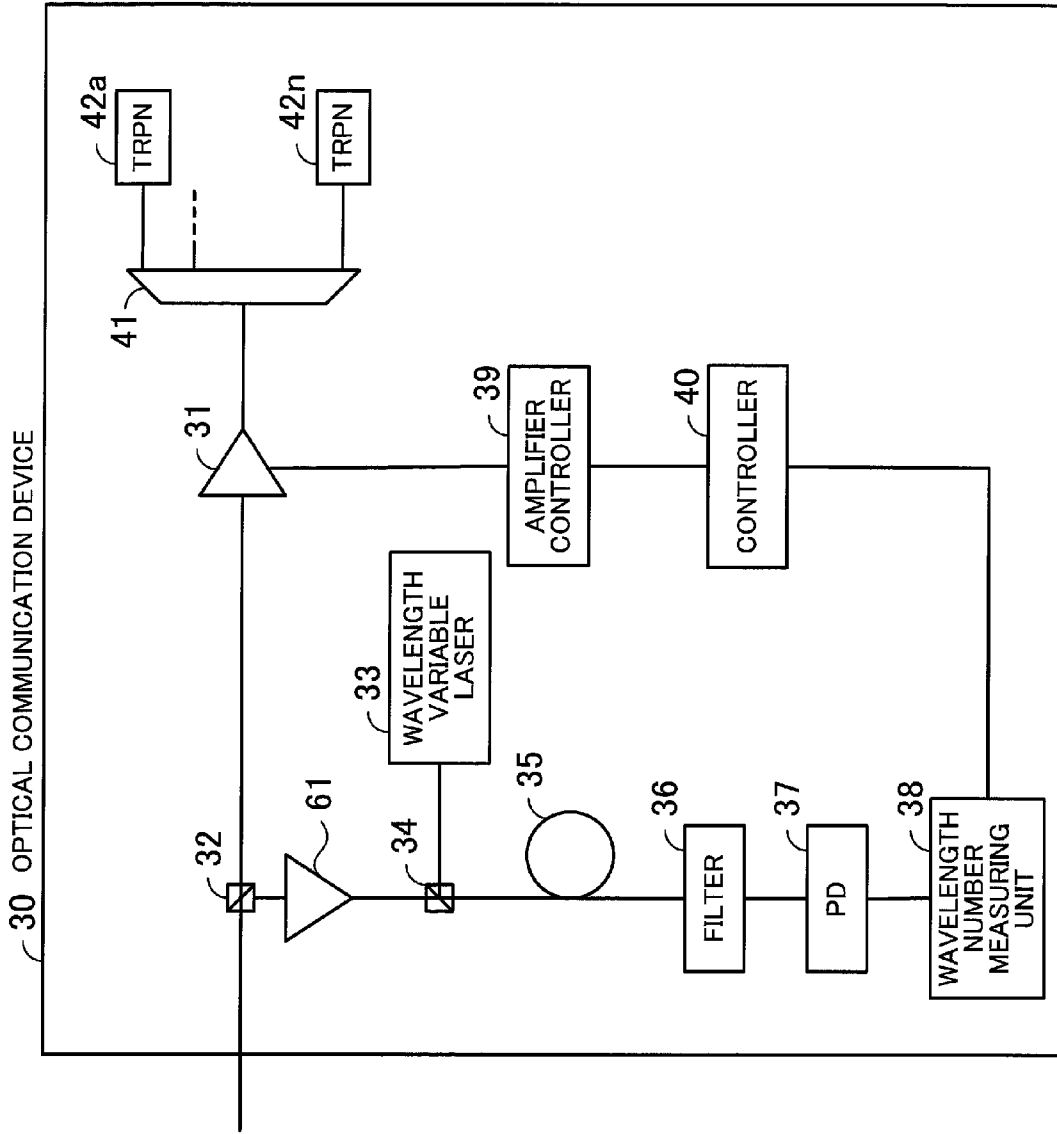 30 OPTICAL COMMUNICATION DEVICE
42a
TRPN
42n
TRPN
41
31
32
61
33
WAVELENGTH
VARIABLE
LASER
34
39
AMPLIFIER
CONTROLLER
40
CONTROLLER
35
36
FILTER
37
PD
38
WAVELENGTH
NUMBER
MEASURING
UNIT